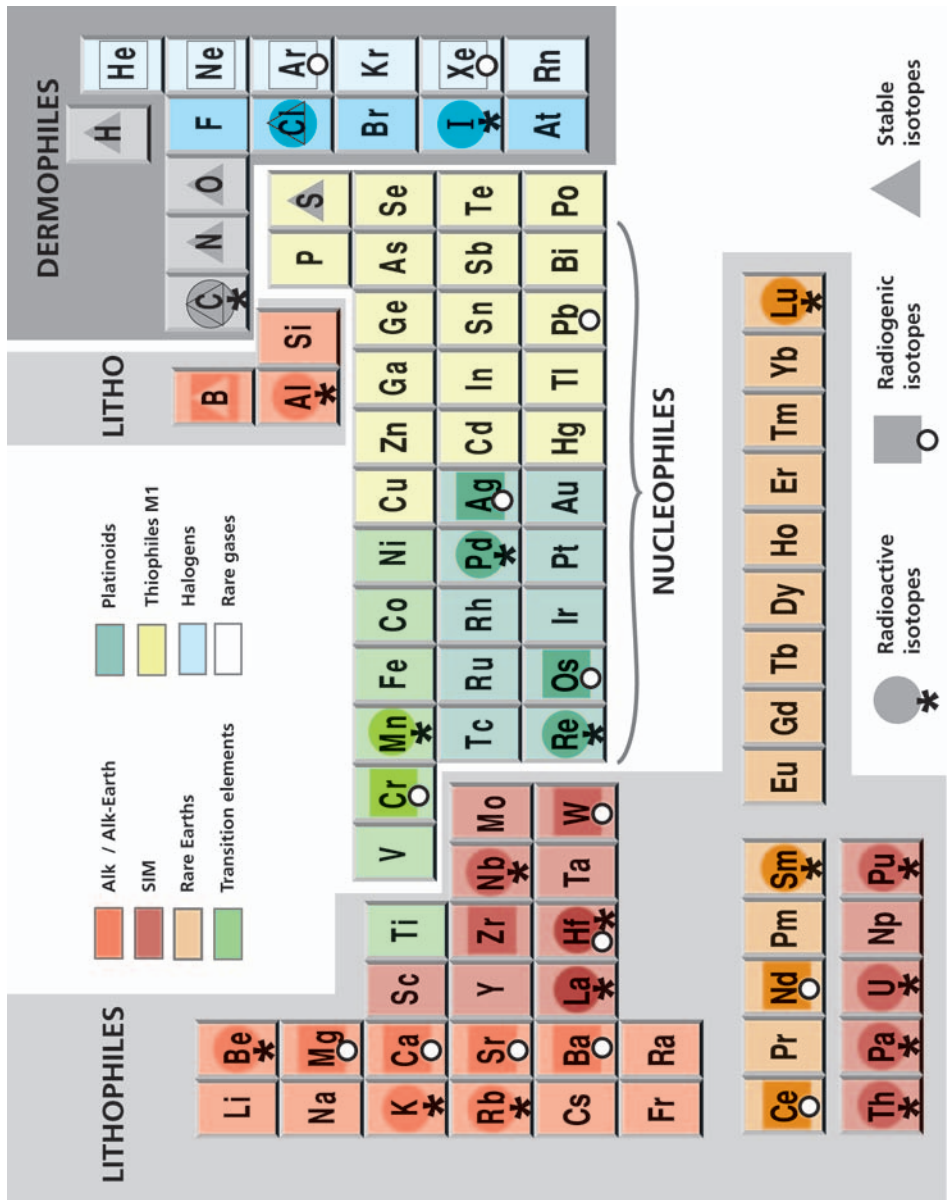 DERMOPHILES
LITHOPHILES
LITHO
Alk / Alk-Earth
SIM
Rare Earths
Transition elements
Platinoids
Thiophiles M1
Halogens
Rare gases
H He
Li Be B C N O F Ne
Na Mg Al Si P S Cl Ar
K Ca Sc Ti V Cr Mn Fe Co Ni Cu Zn Ga Ge As Se Br Kr
Rb Sr Y Zr Nb Mo Tc Ru Rh Pd Ag Cd In Sn Sb Te I Xe
Cs Ba La Hf Ta W Re Os Ir Pt Au Hg Tl Pb Bi Po At Rn
Fr Ra
NUCLEOPHILES
Ce Pr Nd Pm Sm Eu Gd Tb Dy Ho Er Tm Yb Lu
Th Pa U Np Pu
Radioactive
isotopes
Radiogenic
isotopes
Stable
isotopes